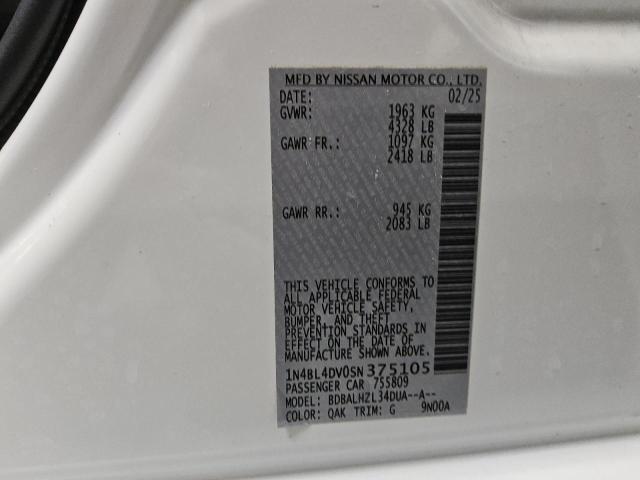 MFD BY NISSAN MOTOR CO., LTD.
DATE: 02/25
GVWR: 1963 KG
4328 LB
GAWR FR.: 1097 KG
2418 LB
GAWR RR.: 945 KG
2083 LB
THIS VEHICLE CONFORMS TO
ALL APPLICABLE FEDERAL
MOTOR VEHICLE SAFETY,
BUMPER, AND THEFT
PREVENTION STANDARDS IN
EFFECT ON THE DATE OF
MANUFACTURE SHOWN ABOVE.
1N4BL4DV0SN375105
PASSENGER CAR 755809
MODEL: BDBALHZL34DUA--A--
COLOR: QAK TRIM: G 9N00A